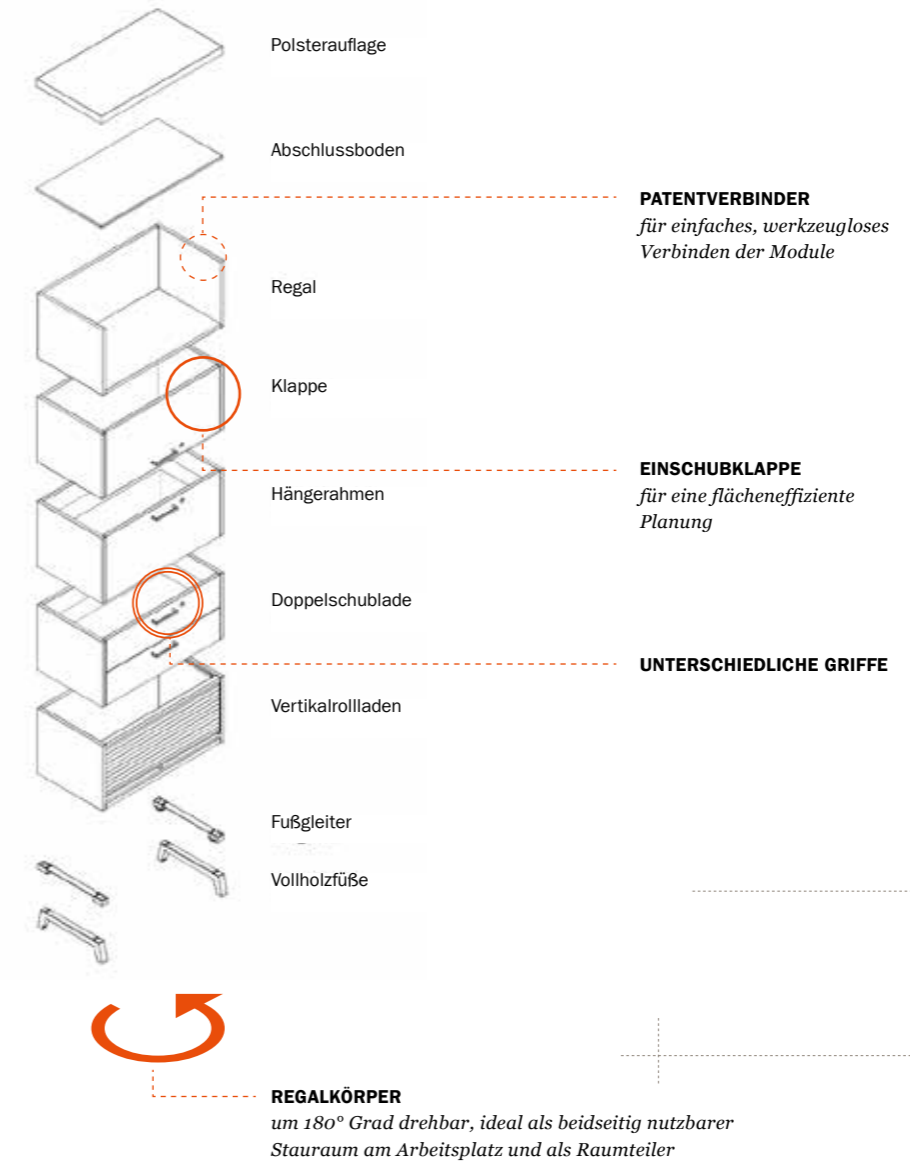 Polsterauflage
Abschlussboden
PATENTVERBINDER
für einfaches, werkzeugloses
Verbinden der Module
Regal
Klappe
EINSCHUBKLAPPE
für eine flächeneffiziente
Planung
Hängerahmen
Doppelschublade
UNTERSCHIEDLICHE GRIFFE
Vertikalrollladen
Fußgleiter
Vollholzfüße
REGALKÖRPER
um 180° Grad drehbar, ideal als beidseitig nutzbarer
Stauraum am Arbeitsplatz und als Raumteiler